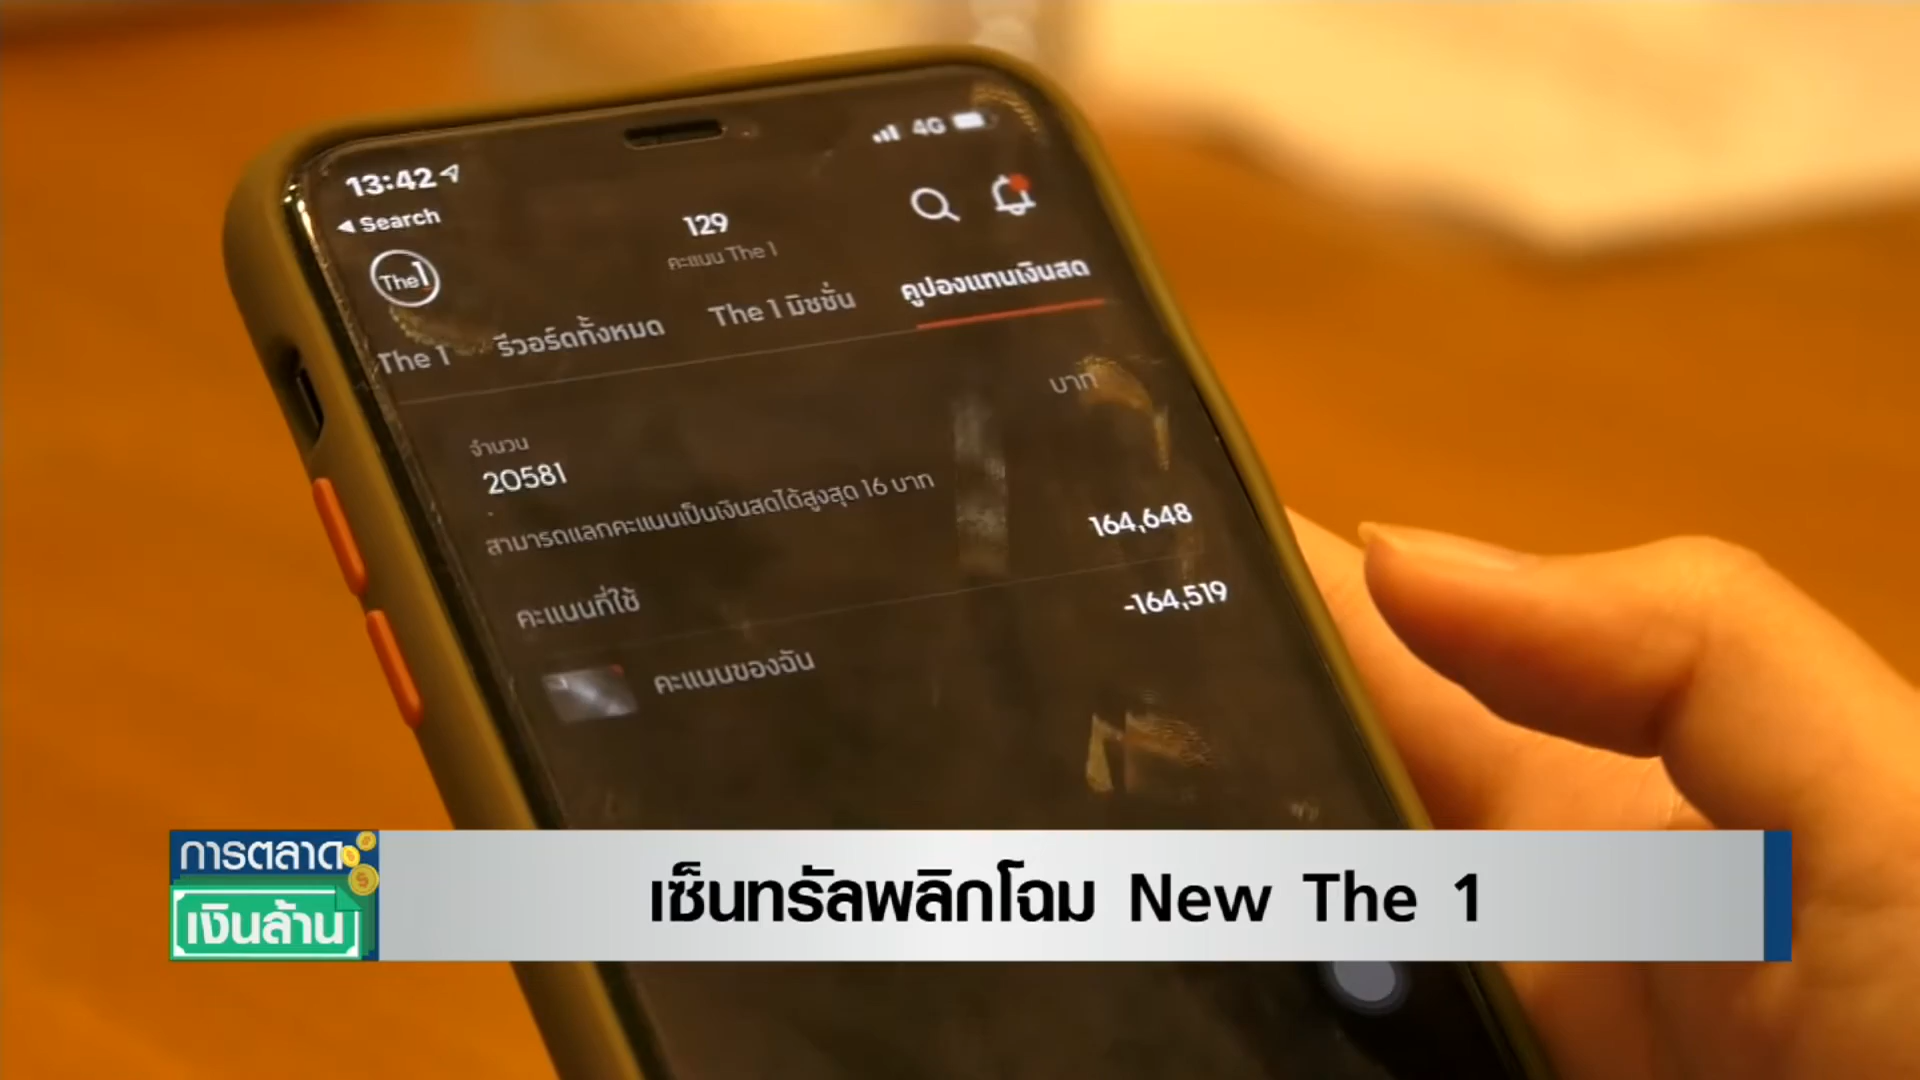 13:42
4G
Search
129
คะแนน The 1
The 1
The 1
รีวอร์ดทั้งหมด
The 1 มิชชั่น
คูปองแทนเงินสด
จำนวน
บาท
20581
สามารถแลกคะแนนเป็นเงินสดได้สูงสุด 16 บาท
คะแนนที่ใช้
164,648
คะแนนของฉัน
-164,519
การตลาด
เงินล้าน
เซ็นทรัลพลิกโฉม New The 1